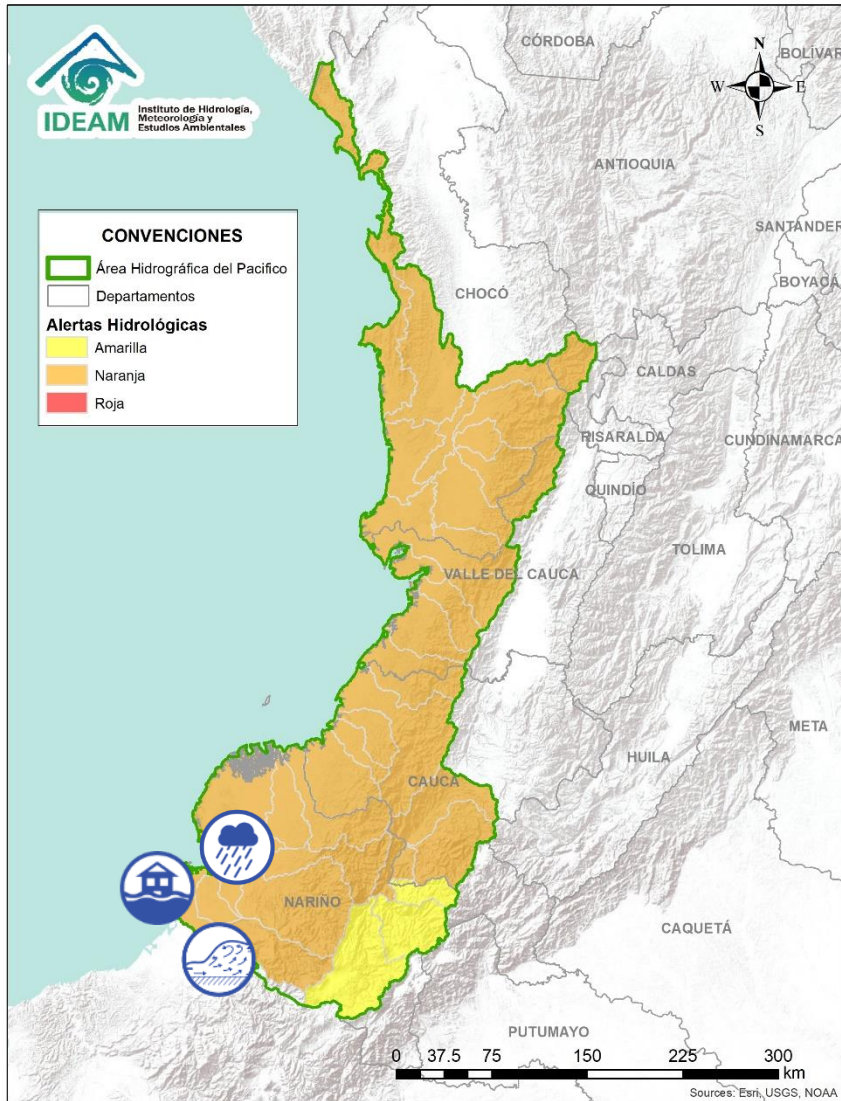 IDEAM
Instituto de Hidrología,
Meteorología y
Estudios Ambientales
CÓRDOBA
BOLÍVAR
N
W
E
S
ANTIOQUIA
SANTANDER
BOYACÁ
CONVENCIONES
Área Hidrográfica del Pacifico
Departamentos
Alertas Hidrológicas
Amarilla
Naranja
Roja
CHOCÓ
CALDAS
RISARALDA
CUNDINAMARCA
QUINDÍO
TOLIMA
VALLE DEL CAUCA
META
HUILA
CAUCA
NARIÑO
CAQUETÁ
PUTUMAYO
0 37.5 75 150 225 300
km
Sources: Esri, USGS, NOAA